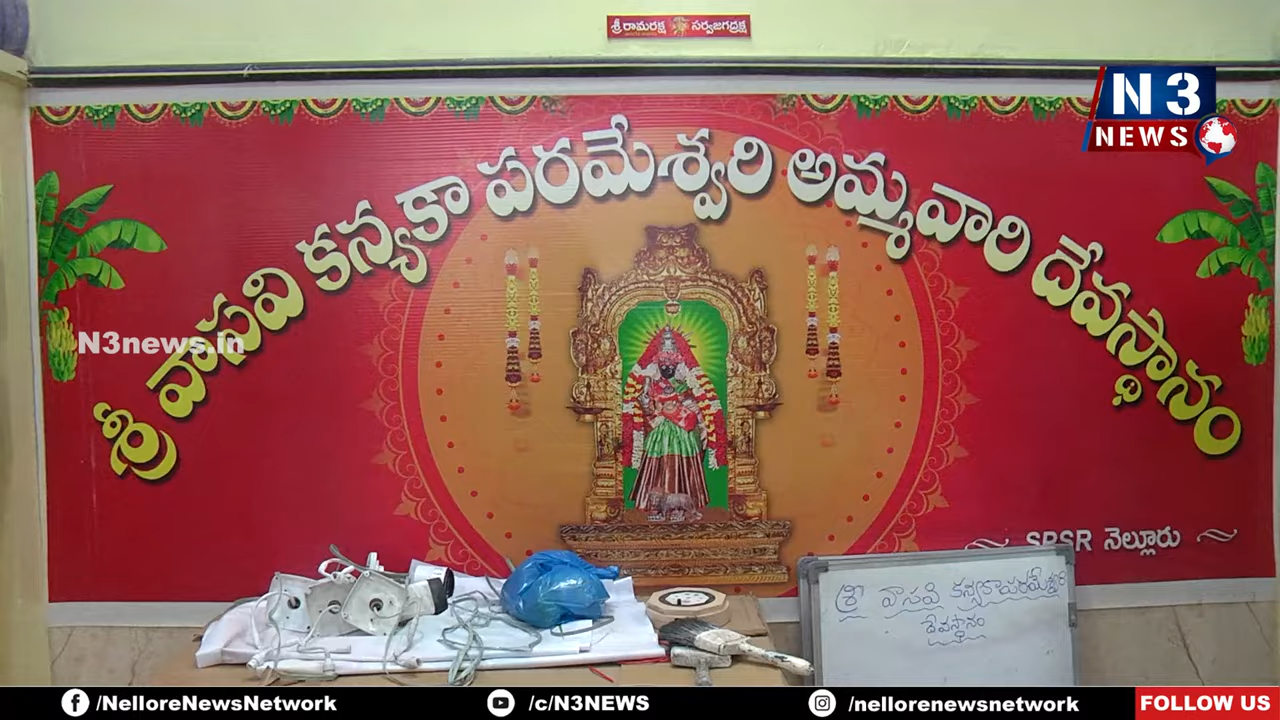 శ్రీరామరక్ష సర్వజగద్రక్ష
N3
NEWS
శ్రీ వాసవి కన్యకా పరమేశ్వరి అమ్మవారి దేవస్థానం
N3news.in
SPSR నెల్లూరు
శ్రీ వాసవి కన్యకాపరమేశ్వరి
దేవస్థానం
/NelloreNewsNetwork
/c/N3NEWS
/nellorenewsnetwork
FOLLOW US